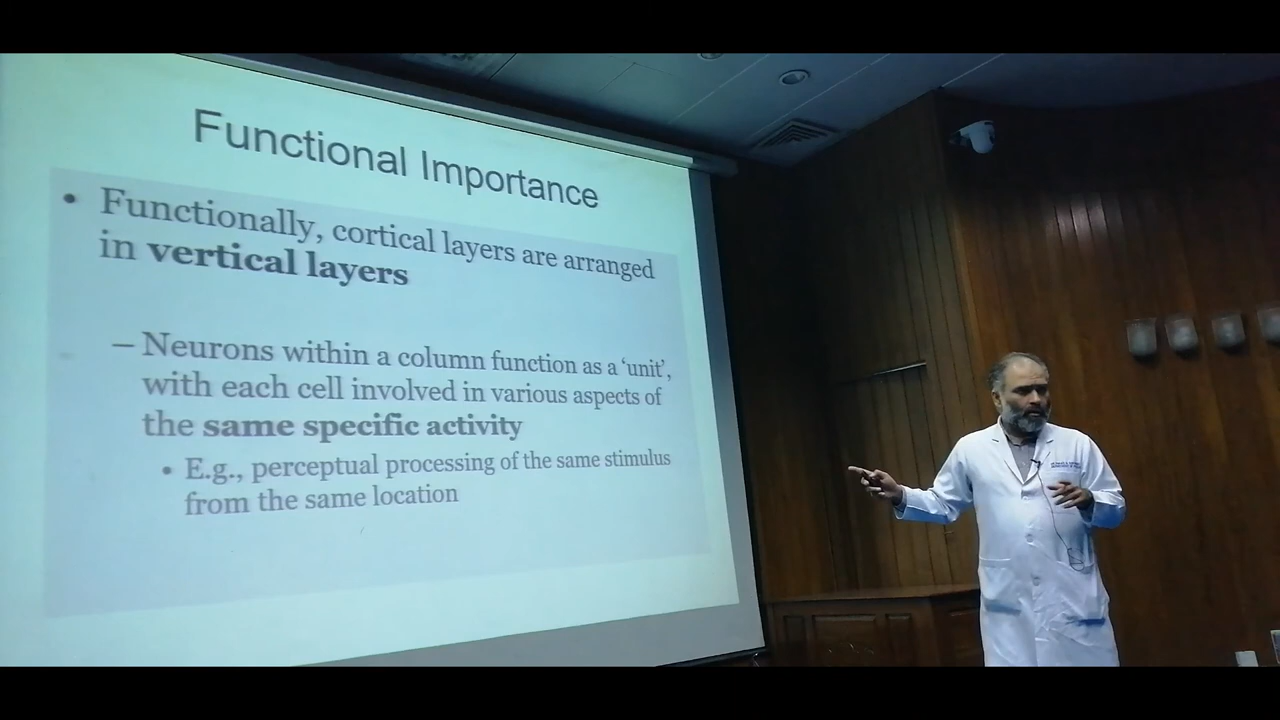 Functional Importance
• Functionally, cortical layers are arranged
in vertical layers
– Neurons within a column function as a ‘unit’,
with each cell involved in various aspects of
the same specific activity
• E.g., perceptual processing of the same stimulus
from the same location